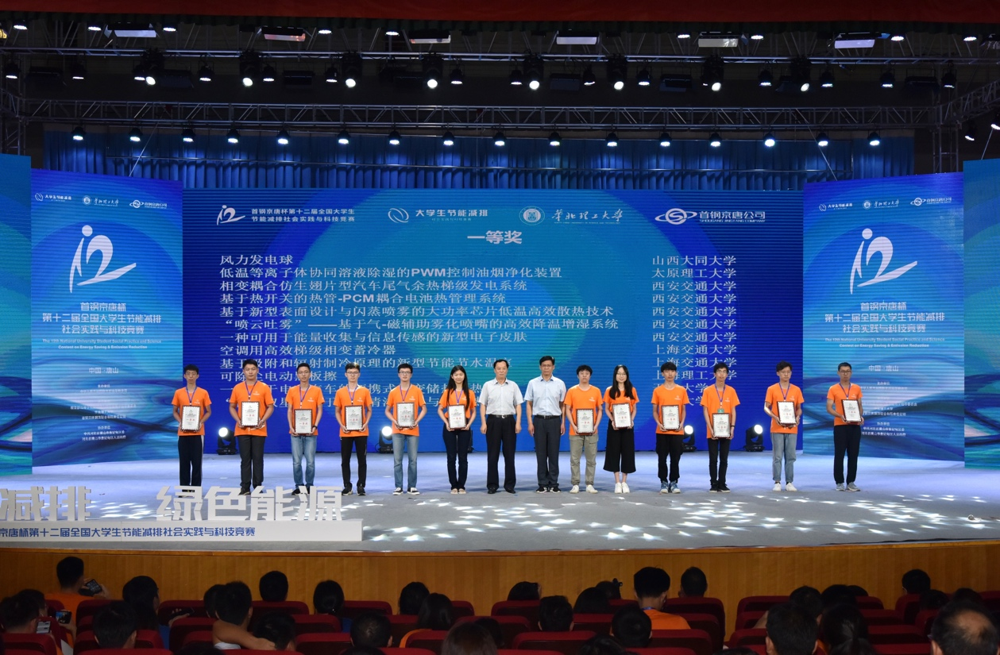 大学生节能减排
华北理工大学
首钢京唐公司
首钢京唐杯
第十二届全国大学生节能减排
社会实践与科技竞赛
The 12th National University Student Social Practice and Science
Contest on Energy Saving & Emission Reduction
中国·唐山
首钢京唐杯第十二届全国大学生
节能减排社会实践与科技竞赛
大学生节能减排
华北理工大学
首钢京唐公司
SHOUGANG JINGTANG COMPANY
一等奖
风力发电球 山西大同大学
低温等离子体协同溶液除湿的PWM控制油烟净化装置 太原理工大学
相变耦合仿生翅片型汽车尾气余热梯级发电系统 西安交通大学
基于热开关的热管-PCM耦合电池热管理系统 西安交通大学
基于新型表面设计与闪蒸喷雾的大功率芯片低温高效散热技术 西安交通大学
“喷云吐雾”——基于气-磁辅助雾化喷嘴的高效降温增湿系统 西安交通大学
一种可用于能量收集与信息传感的新型电子皮肤 西安交通大学
空调用高效梯级相变蓄冷器 上海交通大学
基于吸附和辐射制冷原理的新型节能节水温 上海交通大学
可除 电动 板擦 理工大学
大学生节能减排
华北理工大学
首钢京唐公司
首钢京唐杯
第十二届全国大学生节能减排
社会实践与科技竞赛
The 12th National University Student Social Practice and Science
Contest on Energy Saving & Emission Reduction
中国·唐山
减排 绿色能源
京唐杯第十二届全国大学生节能减排社会实践与科技竞赛